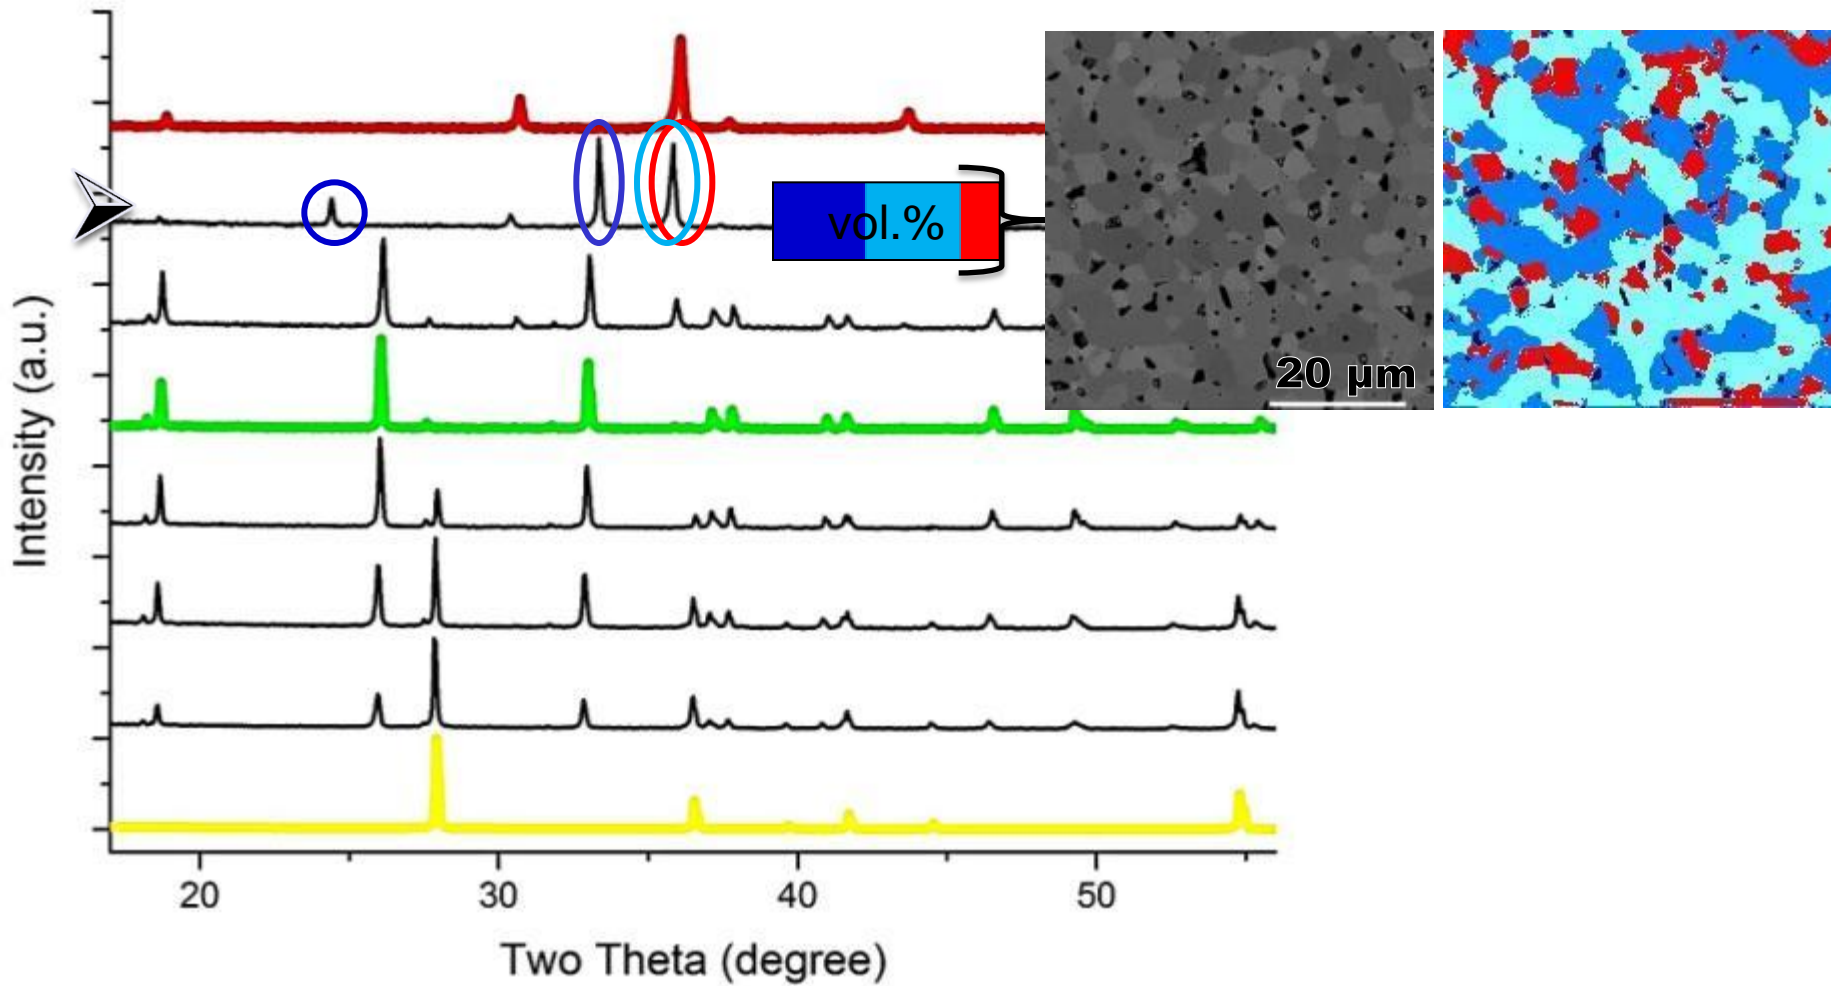 Intensity (a.u.)
vol.%
20 µm
20 30 40 50
Two Theta (degree)